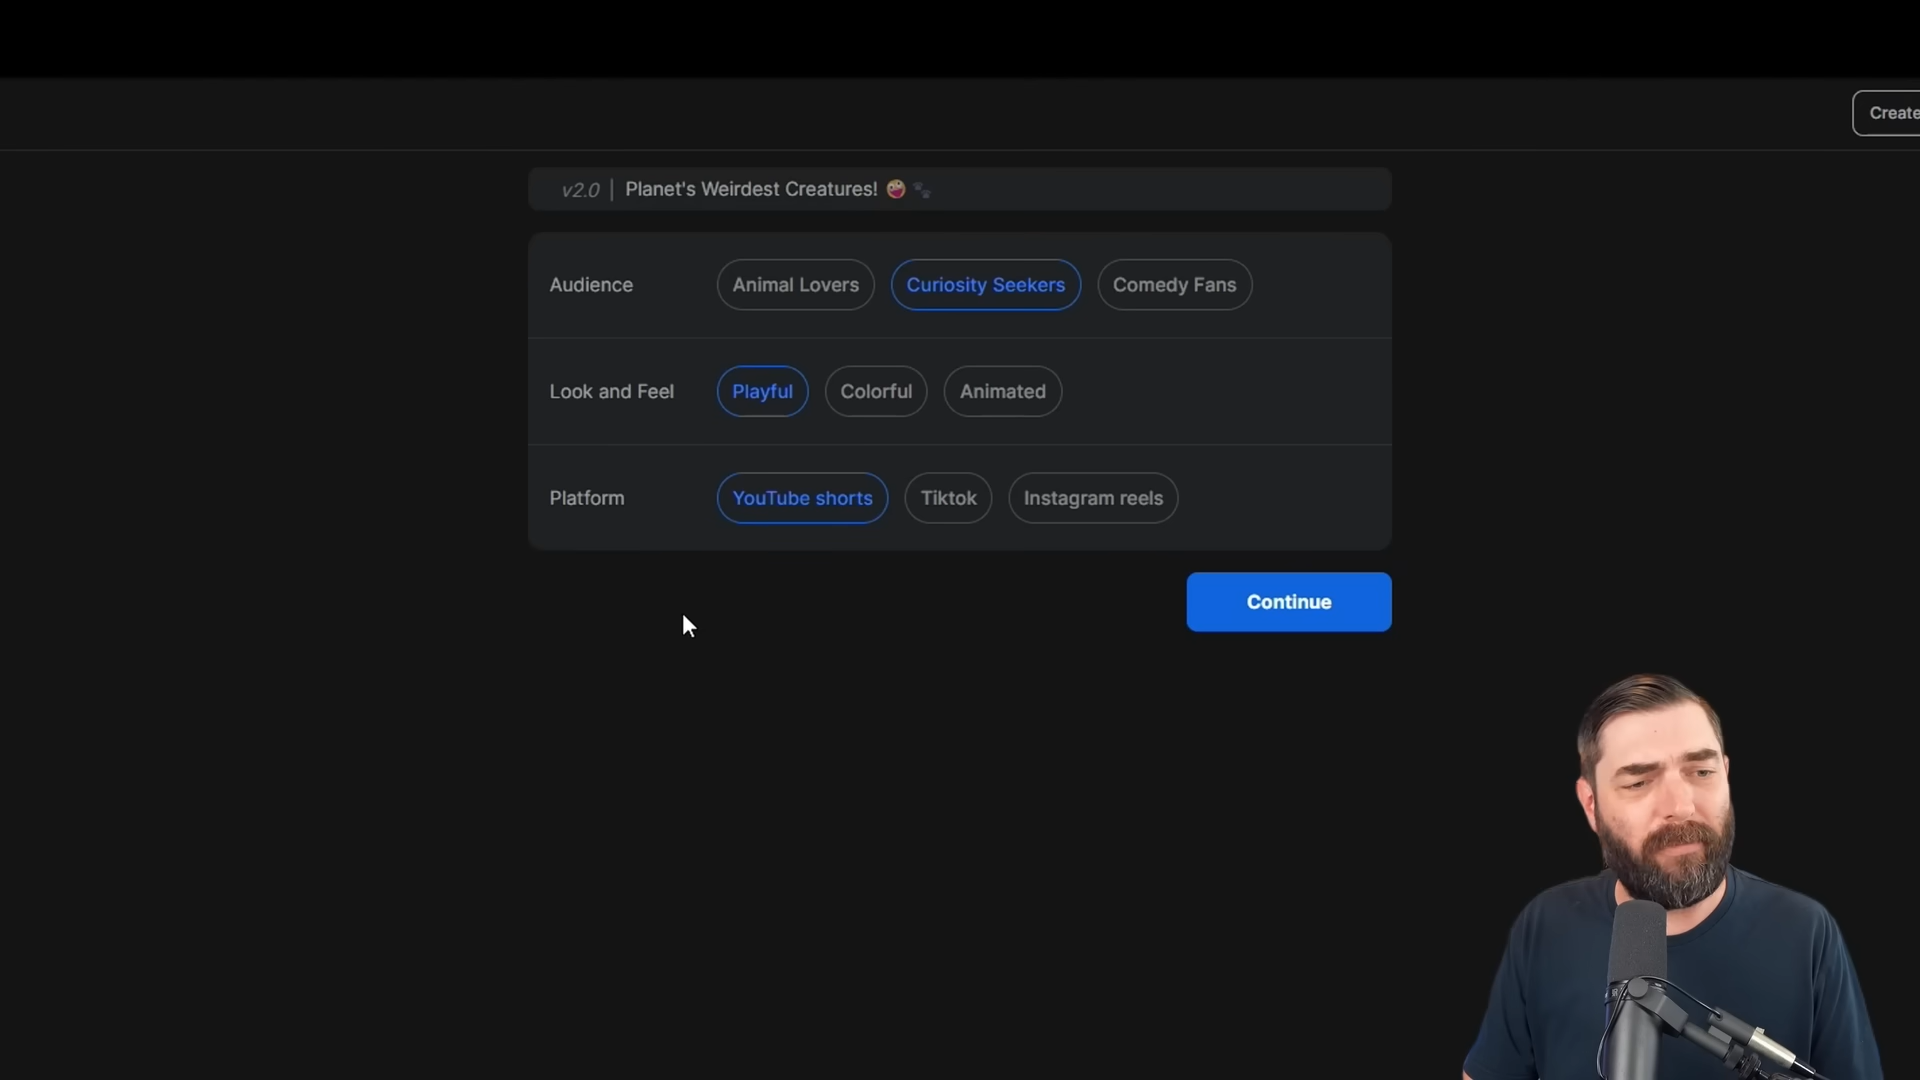 Create
v2.0 | Planet's Weirdest Creatures! 🤪 🐾
Audience Animal Lovers Curiosity Seekers Comedy Fans
Look and Feel Playful Colorful Animated
Platform YouTube shorts Tiktok Instagram reels
Continue